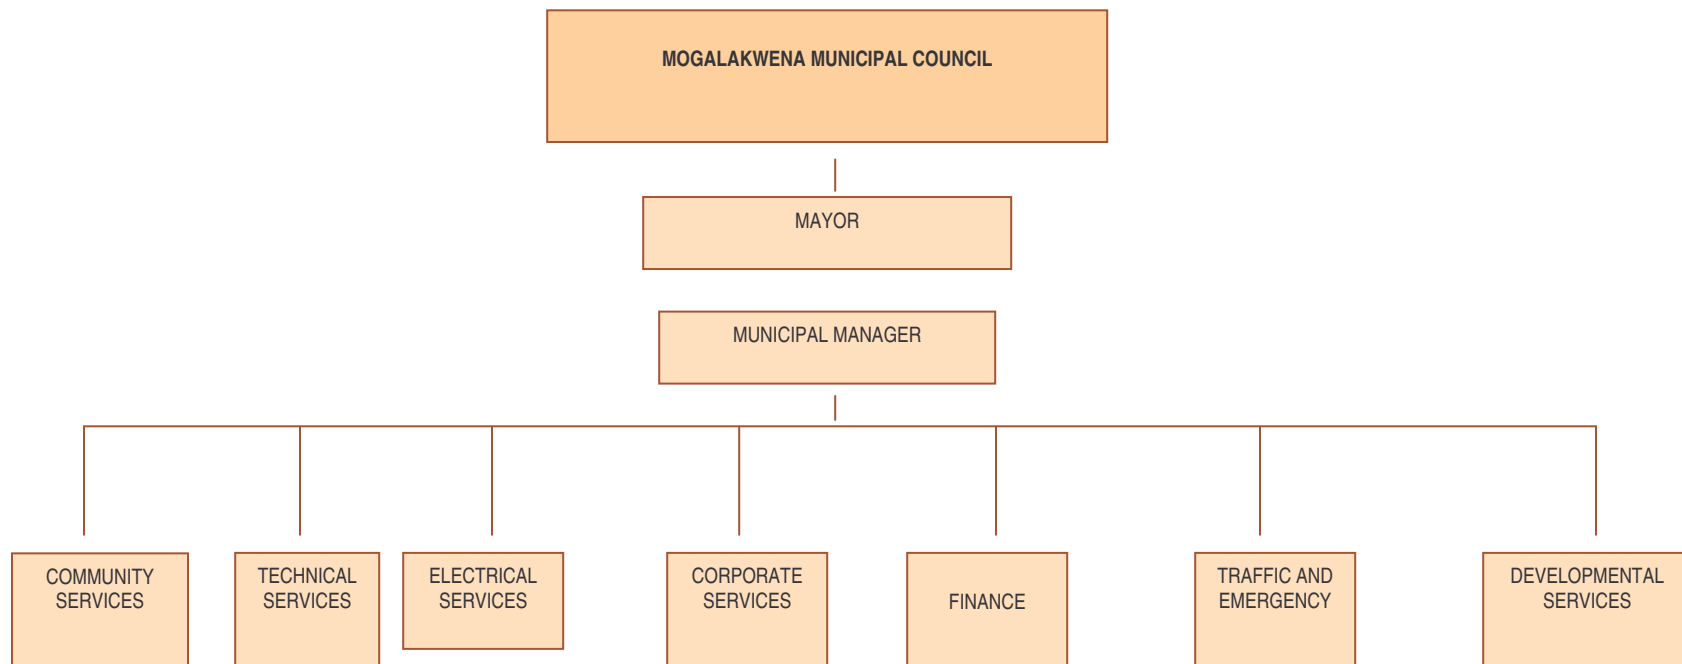 MOGALAKWENA MUNICIPAL COUNCIL
MAYOR
MUNICIPAL MANAGER
COMMUNITY
SERVICES
TECHNICAL
SERVICES
ELECTRICAL
SERVICES
CORPORATE
SERVICES
FINANCE
TRAFFIC AND
EMERGENCY
DEVELOPMENTAL
SERVICES